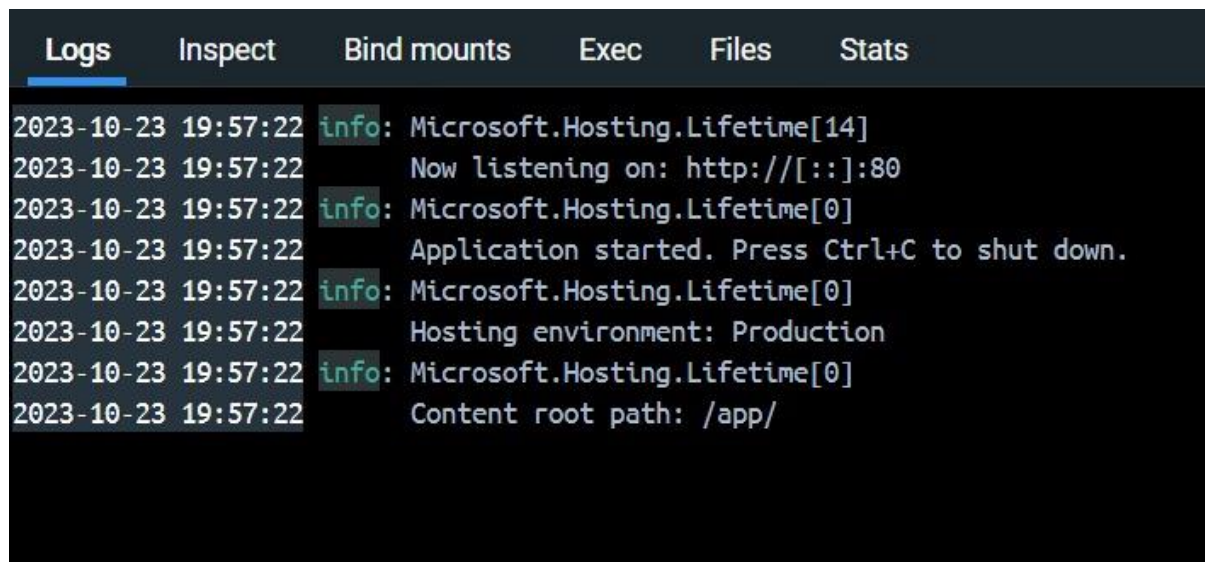 Logs Inspect Bind mounts Exec Files Stats
2023-10-23 19:57:22 info: Microsoft.Hosting.Lifetime[14]
2023-10-23 19:57:22 Now listening on: http://[::]:80
2023-10-23 19:57:22 info: Microsoft.Hosting.Lifetime[0]
2023-10-23 19:57:22 Application started. Press Ctrl+C to shut down.
2023-10-23 19:57:22 info: Microsoft.Hosting.Lifetime[0]
2023-10-23 19:57:22 Hosting environment: Production
2023-10-23 19:57:22 info: Microsoft.Hosting.Lifetime[0]
2023-10-23 19:57:22 Content root path: /app/